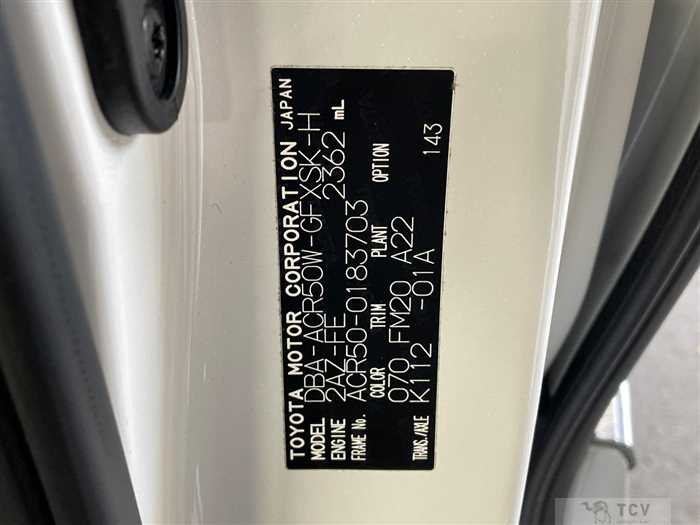 TOYOTA MOTOR CORPORATION JAPAN
MODEL DBA-ACR50W-GFXSK-H
ENGINE 2AZ-FE 2362 mL
FRAME No. ACR50-0183703
COLOR TRIM PLANT OPTION
070 FM20 A22 143
TRANS./AXLE K112 -01A
TCV